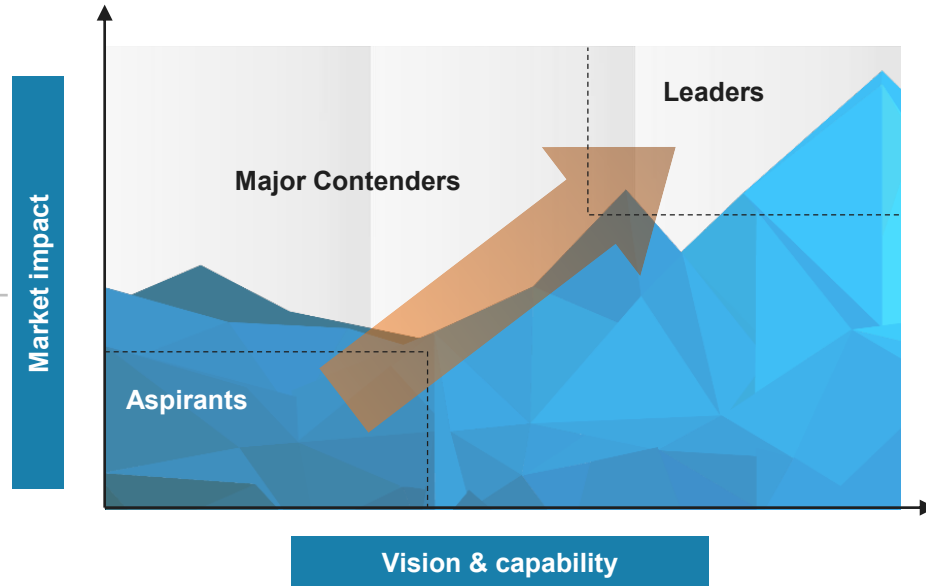 Leaders
Major Contenders
Market impact
Aspirants
Vision & capability